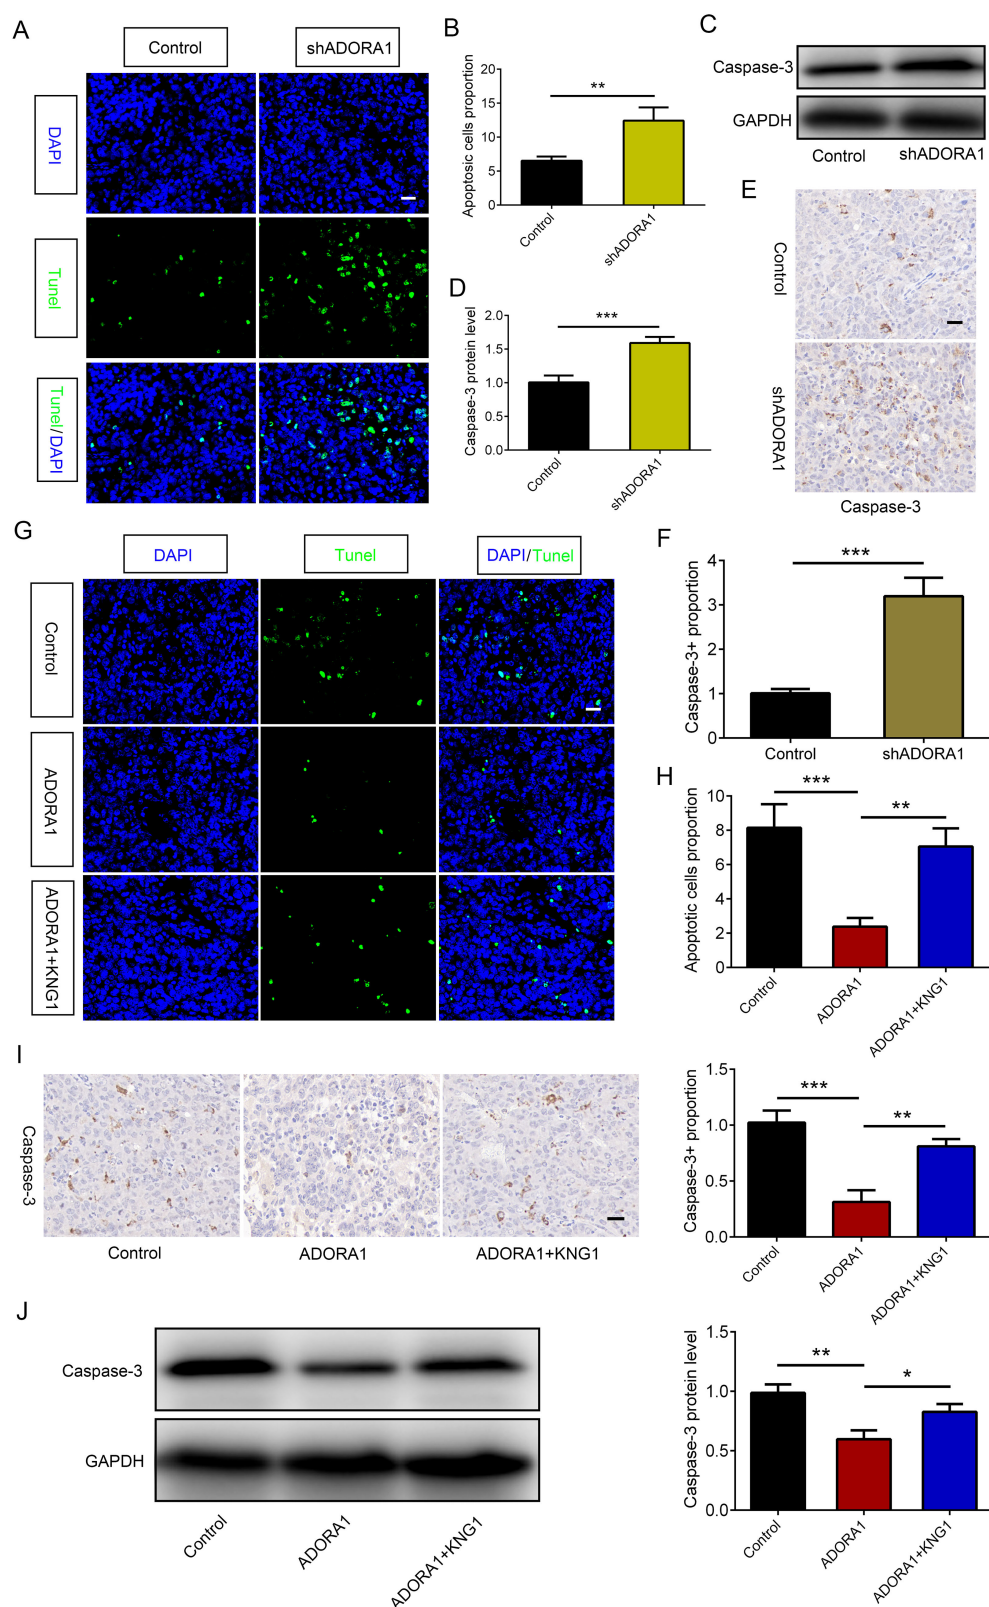 A
Control
shADORA1
DAPI
Tunel
Tunel/DAPI
B
Apoptosic cells proportion
20
15
10
5
0
**
Control
shADORA1
C
Caspase-3
GAPDH
Control
shADORA1
D
Caspase-3 protein level
2.0
1.5
1.0
0.5
0.0
***
Control
shADORA1
E
Control
shADORA1
Caspase-3
F
Caspase-3+ proportion
4
3
2
1
0
***
Control
shADORA1
G
DAPI
Tunel
DAPI/Tunel
Control
ADORA1
ADORA1+KNG1
H
Apoptotic cells proportion
10
8
6
4
2
0
***
**
Control
ADORA1
ADORA1+KNG1
I
Caspase-3
Control
ADORA1
ADORA1+KNG1
Caspase-3+ proportion
1.5
1.0
0.5
0.0
***
**
Control
ADORA1
ADORA1+KNG1
J
Caspase-3
GAPDH
Control
ADORA1
ADORA1+KNG1
Caspase-3 protein level
1.5
1.0
0.5
0.0
**
*
Control
ADORA1
ADORA1+KNG1